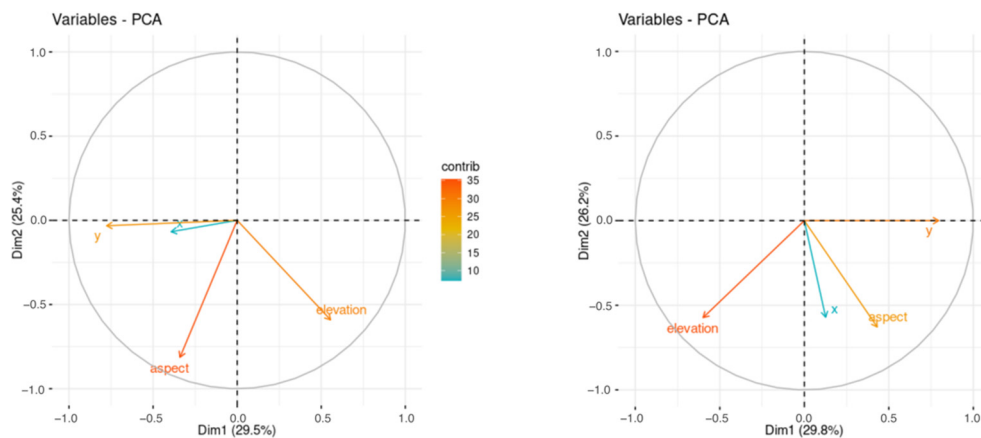 Variables - PCA
1.0
0.5
0.0
−0.5
−1.0
Dim2 (25.4%)
y
x
elevation
aspect
−1.0
−0.5
0.0
0.5
1.0
Dim1 (29.5%)
contrib
35
30
25
20
15
10
Variables - PCA
1.0
0.5
0.0
−0.5
−1.0
Dim2 (26.2%)
y
x
aspect
elevation
−1.0
−0.5
0.0
0.5
1.0
Dim1 (29.8%)